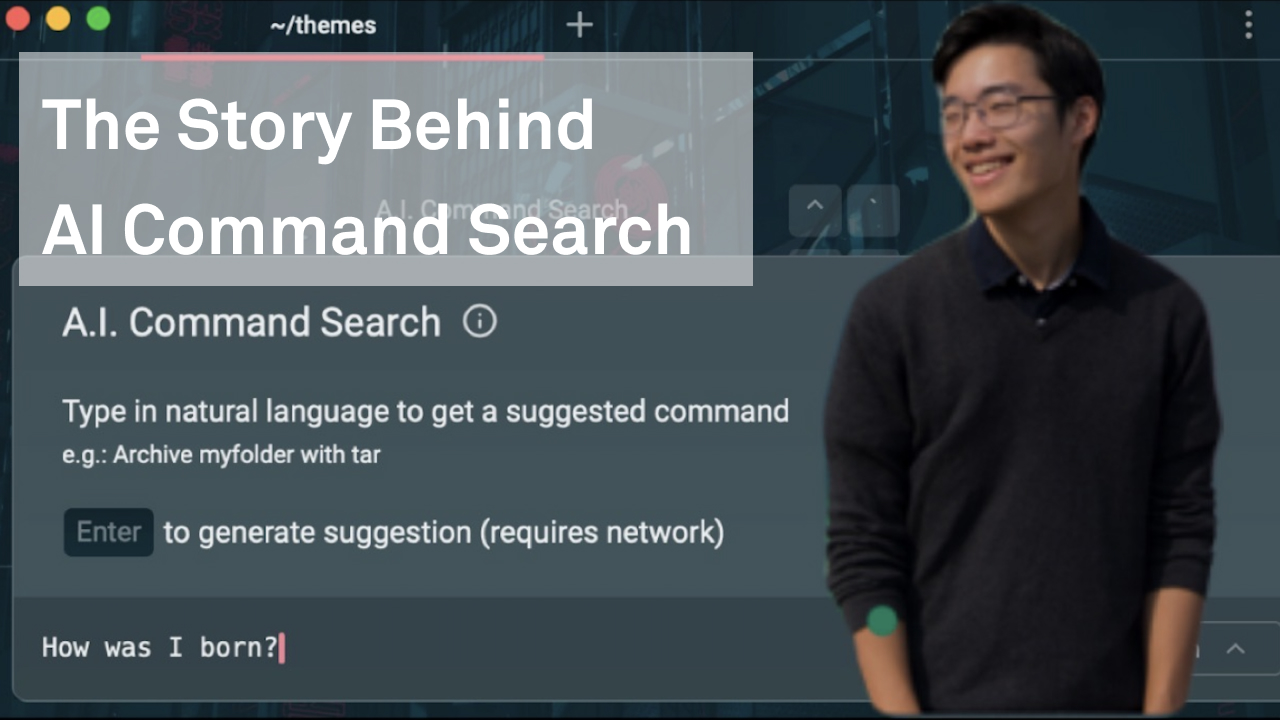 ~/themes
The Story Behind
A.I. Command Search
AI Command Search
A.I. Command Search
Type in natural language to get a suggested command
e.g.: Archive myfolder with tar
Enter to generate suggestion (requires network)
How was I born?